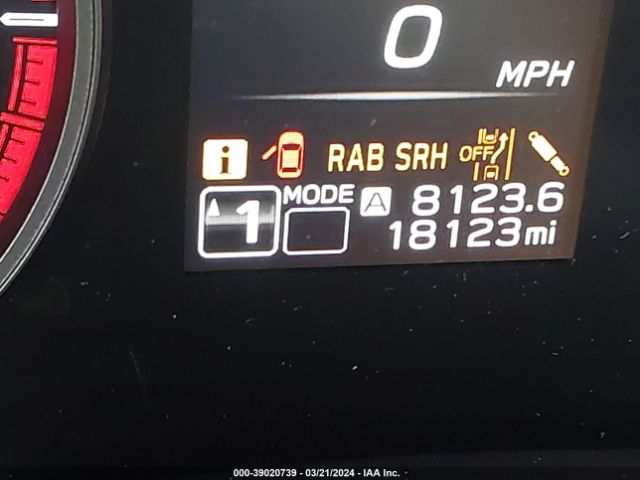 0
MPH
i RAB SRH OFF
1 MODE A 8123.6
18123mi
000-39020739 - 03/21/2024 - IAA Inc.